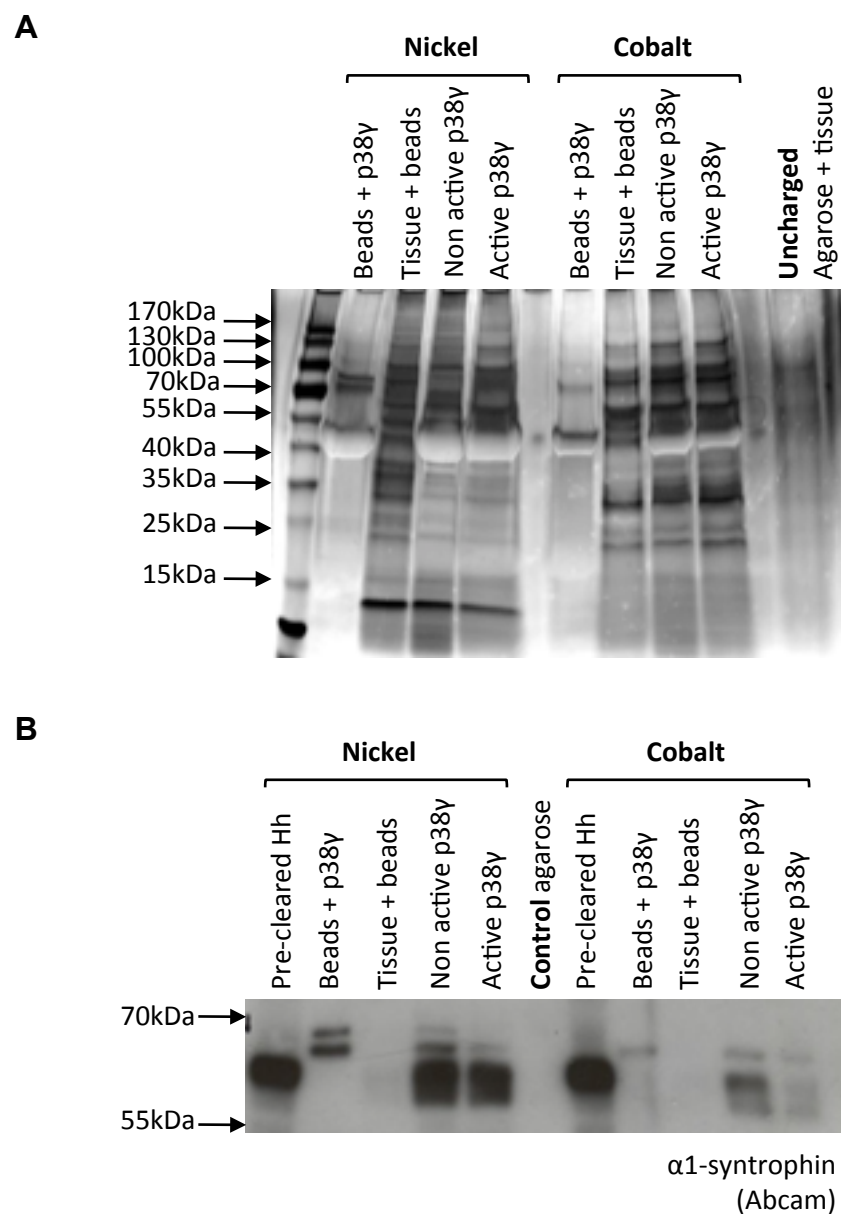 A
Nickel
Cobalt
Beads + p38γ
Tissue + beads
Non active p38γ
Active p38γ
Beads + p38γ
Tissue + beads
Non active p38γ
Active p38γ
Uncharged
Agarose + tissue
170kDa
130kDa
100kDa
70kDa
55kDa
40kDa
35kDa
25kDa
15kDa
B
Nickel
Cobalt
Pre-cleared Hh
Beads + p38γ
Tissue + beads
Non active p38γ
Active p38γ
Control agarose
Pre-cleared Hh
Beads + p38γ
Tissue + beads
Non active p38γ
Active p38γ
70kDa
55kDa
α1-syntrophin
(Abcam)